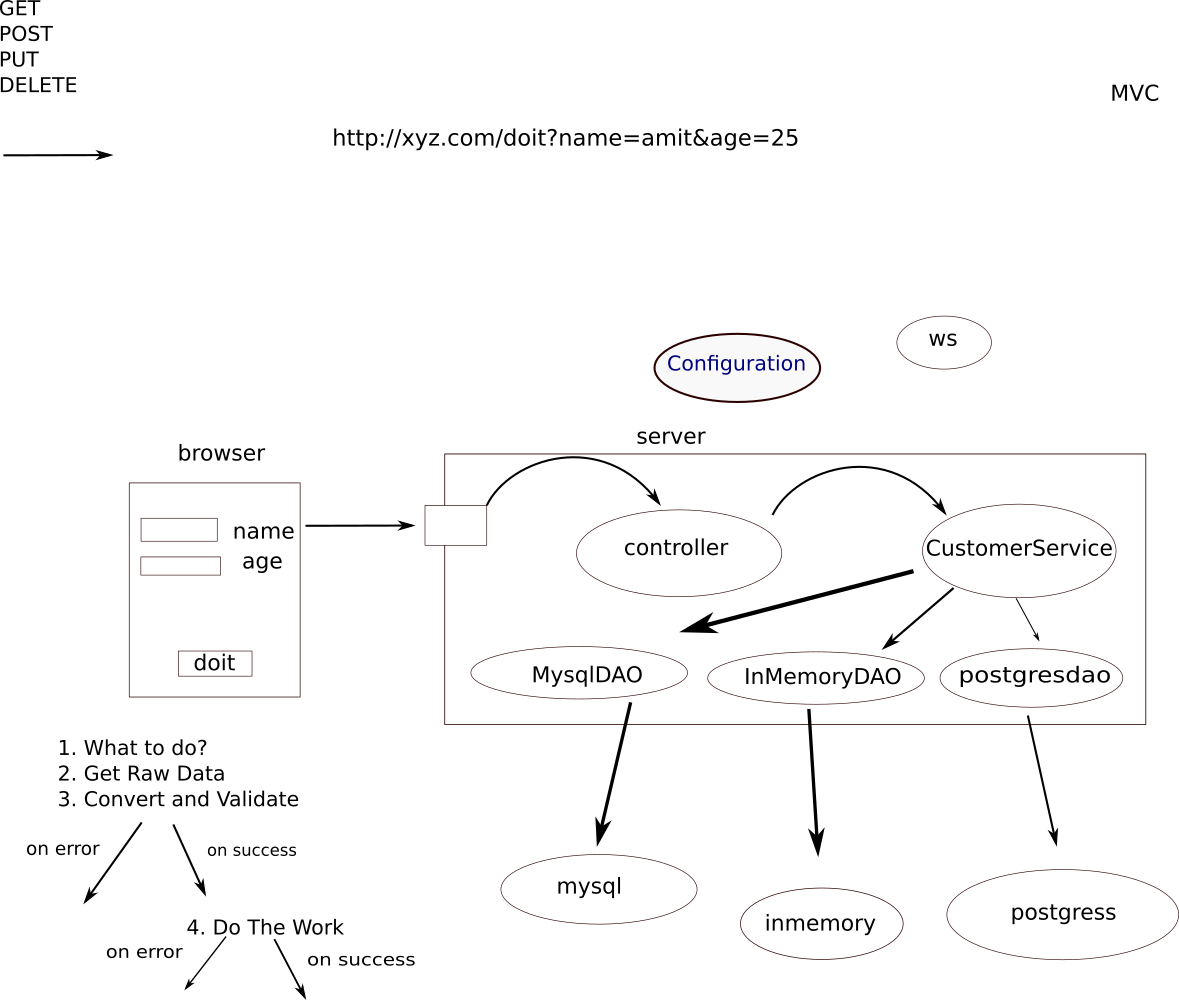 GET
POST
PUT
DELETE
MVC
http://xyz.com/doit?name=amit&age=25
ws
Configuration
server
browser
name
age
controller
CustomerService
doit
MysqlDAO
InMemoryDAO
postgresdao
1. What to do?
2. Get Raw Data
3. Convert and Validate
on error
on success
mysql
inmemory
postgress
4. Do The Work
on error
on success